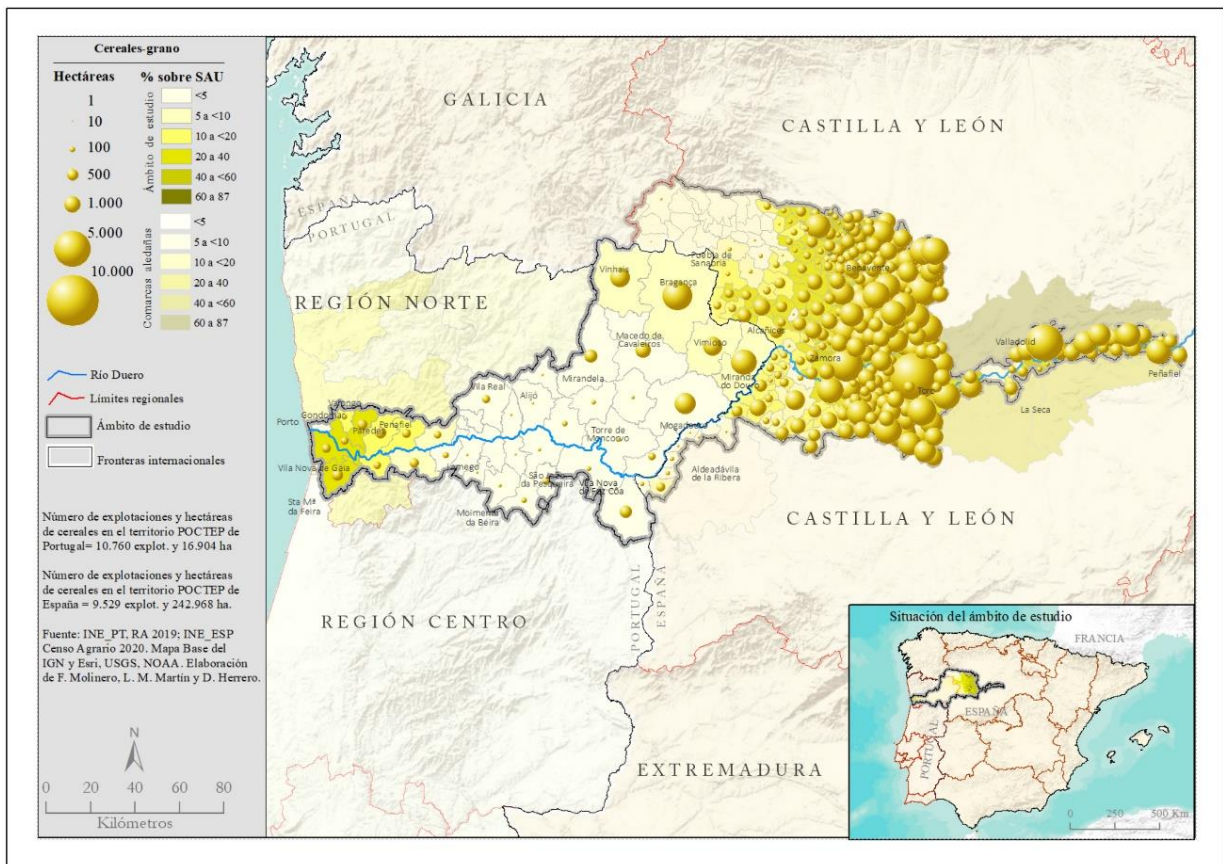 Cereales-grano
Hectáreas
% sobre SAU
1
10
100
500
1.000
5.000
10.000
Ámbito de estudio
<5
5 a <10
10 a <20
20 a 40
40 a <60
60 a 87
Comarcas aledañas
<5
5 a <10
10 a <20
20 a 40
40 a <60
60 a 87
Río Duero
Límites regionales
Ámbito de estudio
Fronteras internacionales
Número de explotaciones y hectáreas
de cereales en el territorio POCTEP de
Portugal= 10.760 explot. y 16.904 ha
Número de explotaciones y hectáreas
de cereales en el territorio POCTEP de
España = 9.529 explot. y 242.968 ha.
Fuente: INE_PT, RA 2019; INE_ESP
Censo Agrario 2020. Mapa Base del
IGN y Esri, USGS, NOAA. Elaboración
de F. Molinero, L. M. Martín y D. Herrero.
N
0 20 40 60 80
Kilómetros
GALICIA
CASTILLA Y LEÓN
ESPAÑA
PORTUGAL
REGIÓN NORTE
Puebla de
Sanabria
Benavente
Vinhais
Bragança
Macedo de
Cavaleiros
Vimioso
Alcañices
Miranda
do Douro
Zamora
Toro
Valladolid
Peñafiel
La Seca
Vila Real
Alijó
Mirandela
Mogadouro
Torre de
Moncorvo
Porto
Gondomar
Valongo
Paredes
Penafiel
Vila Nova de Gaia
Lamego
São João
da Pesqueira
Vila Nova
de Foz Côa
Aldeadávila
de la Ribera
Sta Mª
da Feira
Moimenta
da Beira
CASTILLA Y LEÓN
PORTUGAL
ESPAÑA
REGIÓN CENTRO
EXTREMADURA
Situación del ámbito de estudio
FRANCIA
ESPAÑA
PORTUGAL
0 250 500 Km